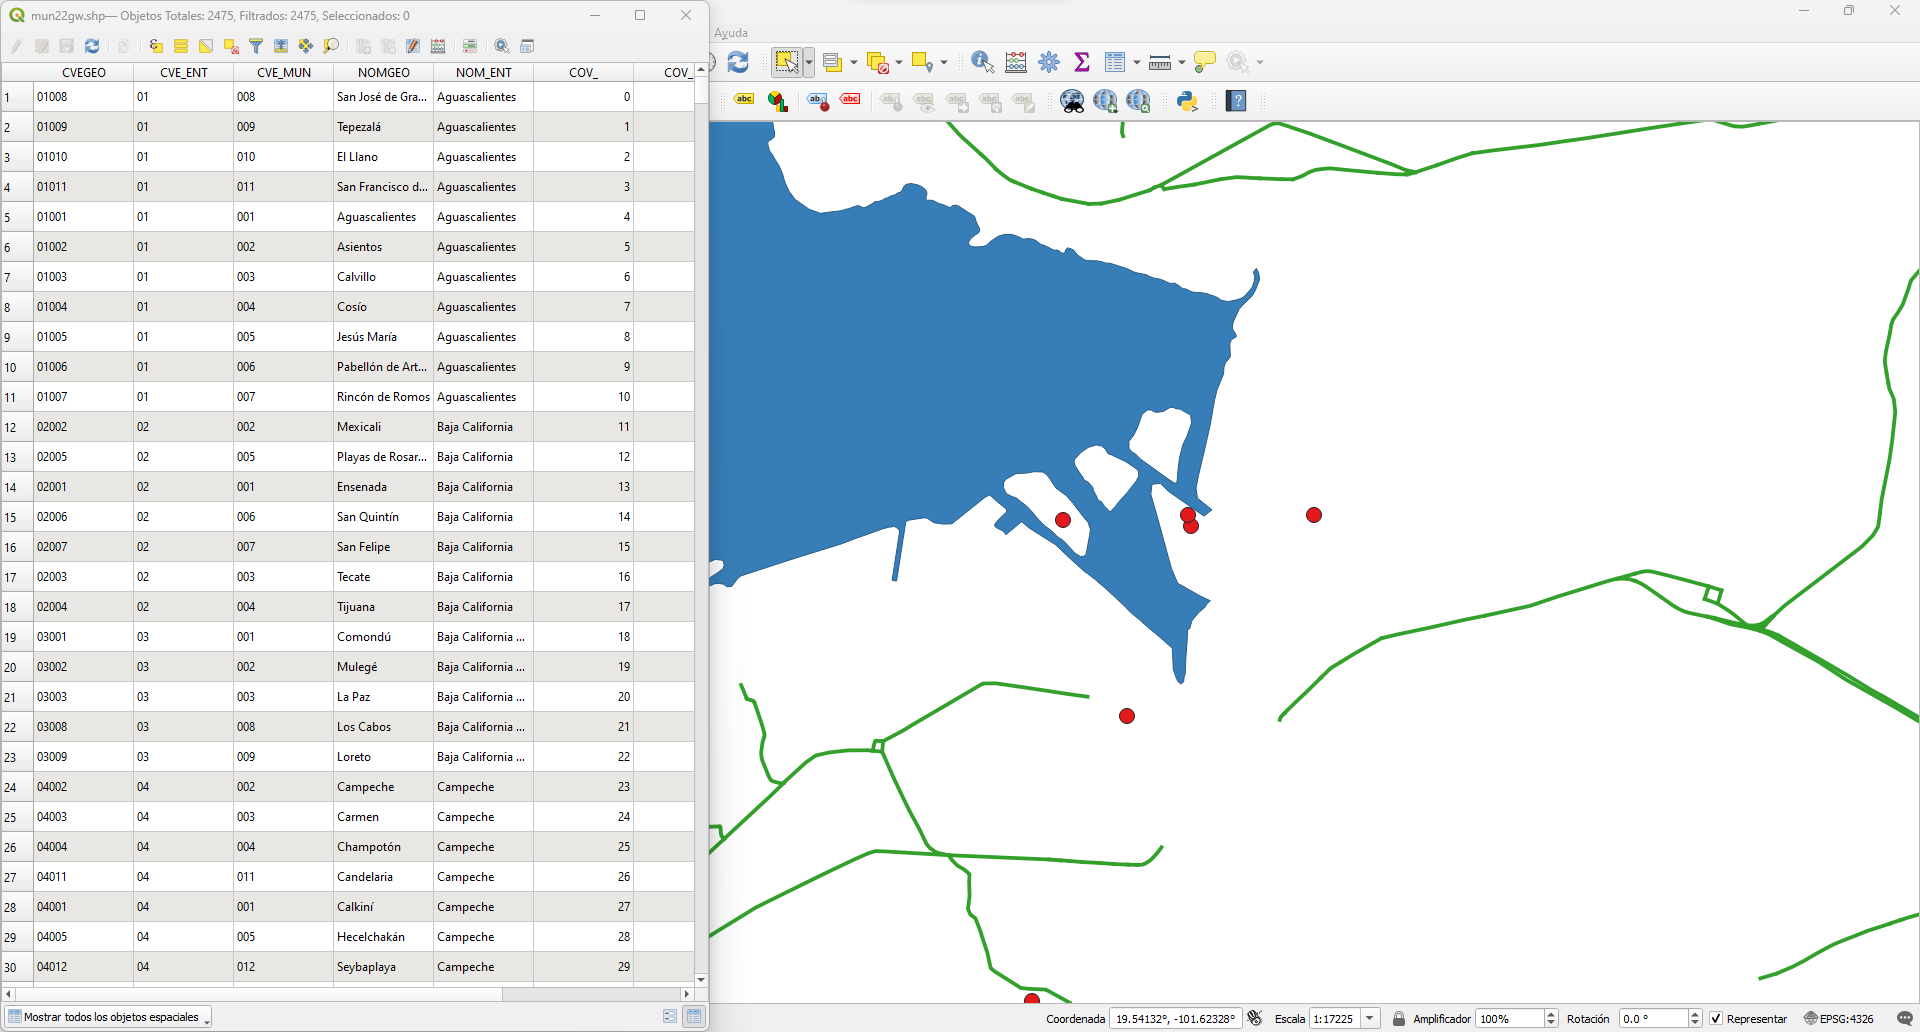 mun22gw.shp— Objetos Totales: 2475, Filtrados: 2475, Seleccionados: 0
Ayuda
CVEGEO CVE_ENT CVE_MUN NOMGEO NOM_ENT COV_ COV_
1 01008 01 008 San José de Gra... Aguascalientes 0
2 01009 01 009 Tepezalá Aguascalientes 1
3 01010 01 010 El Llano Aguascalientes 2
4 01011 01 011 San Francisco d... Aguascalientes 3
5 01001 01 001 Aguascalientes Aguascalientes 4
6 01002 01 002 Asientos Aguascalientes 5
7 01003 01 003 Calvillo Aguascalientes 6
8 01004 01 004 Cosío Aguascalientes 7
9 01005 01 005 Jesús María Aguascalientes 8
10 01006 01 006 Pabellón de Art... Aguascalientes 9
11 01007 01 007 Rincón de Romos Aguascalientes 10
12 02002 02 002 Mexicali Baja California 11
13 02005 02 005 Playas de Rosar... Baja California 12
14 02001 02 001 Ensenada Baja California 13
15 02006 02 006 San Quintín Baja California 14
16 02007 02 007 San Felipe Baja California 15
17 02003 02 003 Tecate Baja California 16
18 02004 02 004 Tijuana Baja California 17
19 03001 03 001 Comondú Baja California ... 18
20 03002 03 002 Mulegé Baja California ... 19
21 03003 03 003 La Paz Baja California ... 20
22 03008 03 008 Los Cabos Baja California ... 21
23 03009 03 009 Loreto Baja California ... 22
24 04002 04 002 Campeche Campeche 23
25 04003 04 003 Carmen Campeche 24
26 04004 04 004 Champotón Campeche 25
27 04011 04 011 Candelaria Campeche 26
28 04001 04 001 Calkiní Campeche 27
29 04005 04 005 Hecelchakán Campeche 28
30 04012 04 012 Seybaplaya Campeche 29
Mostrar todos los objetos espaciales
Coordenada 19.54132°, -101.62328° Escala 1:17225 Amplificador 100% Rotación 0.0 ° Representar EPSG:4326